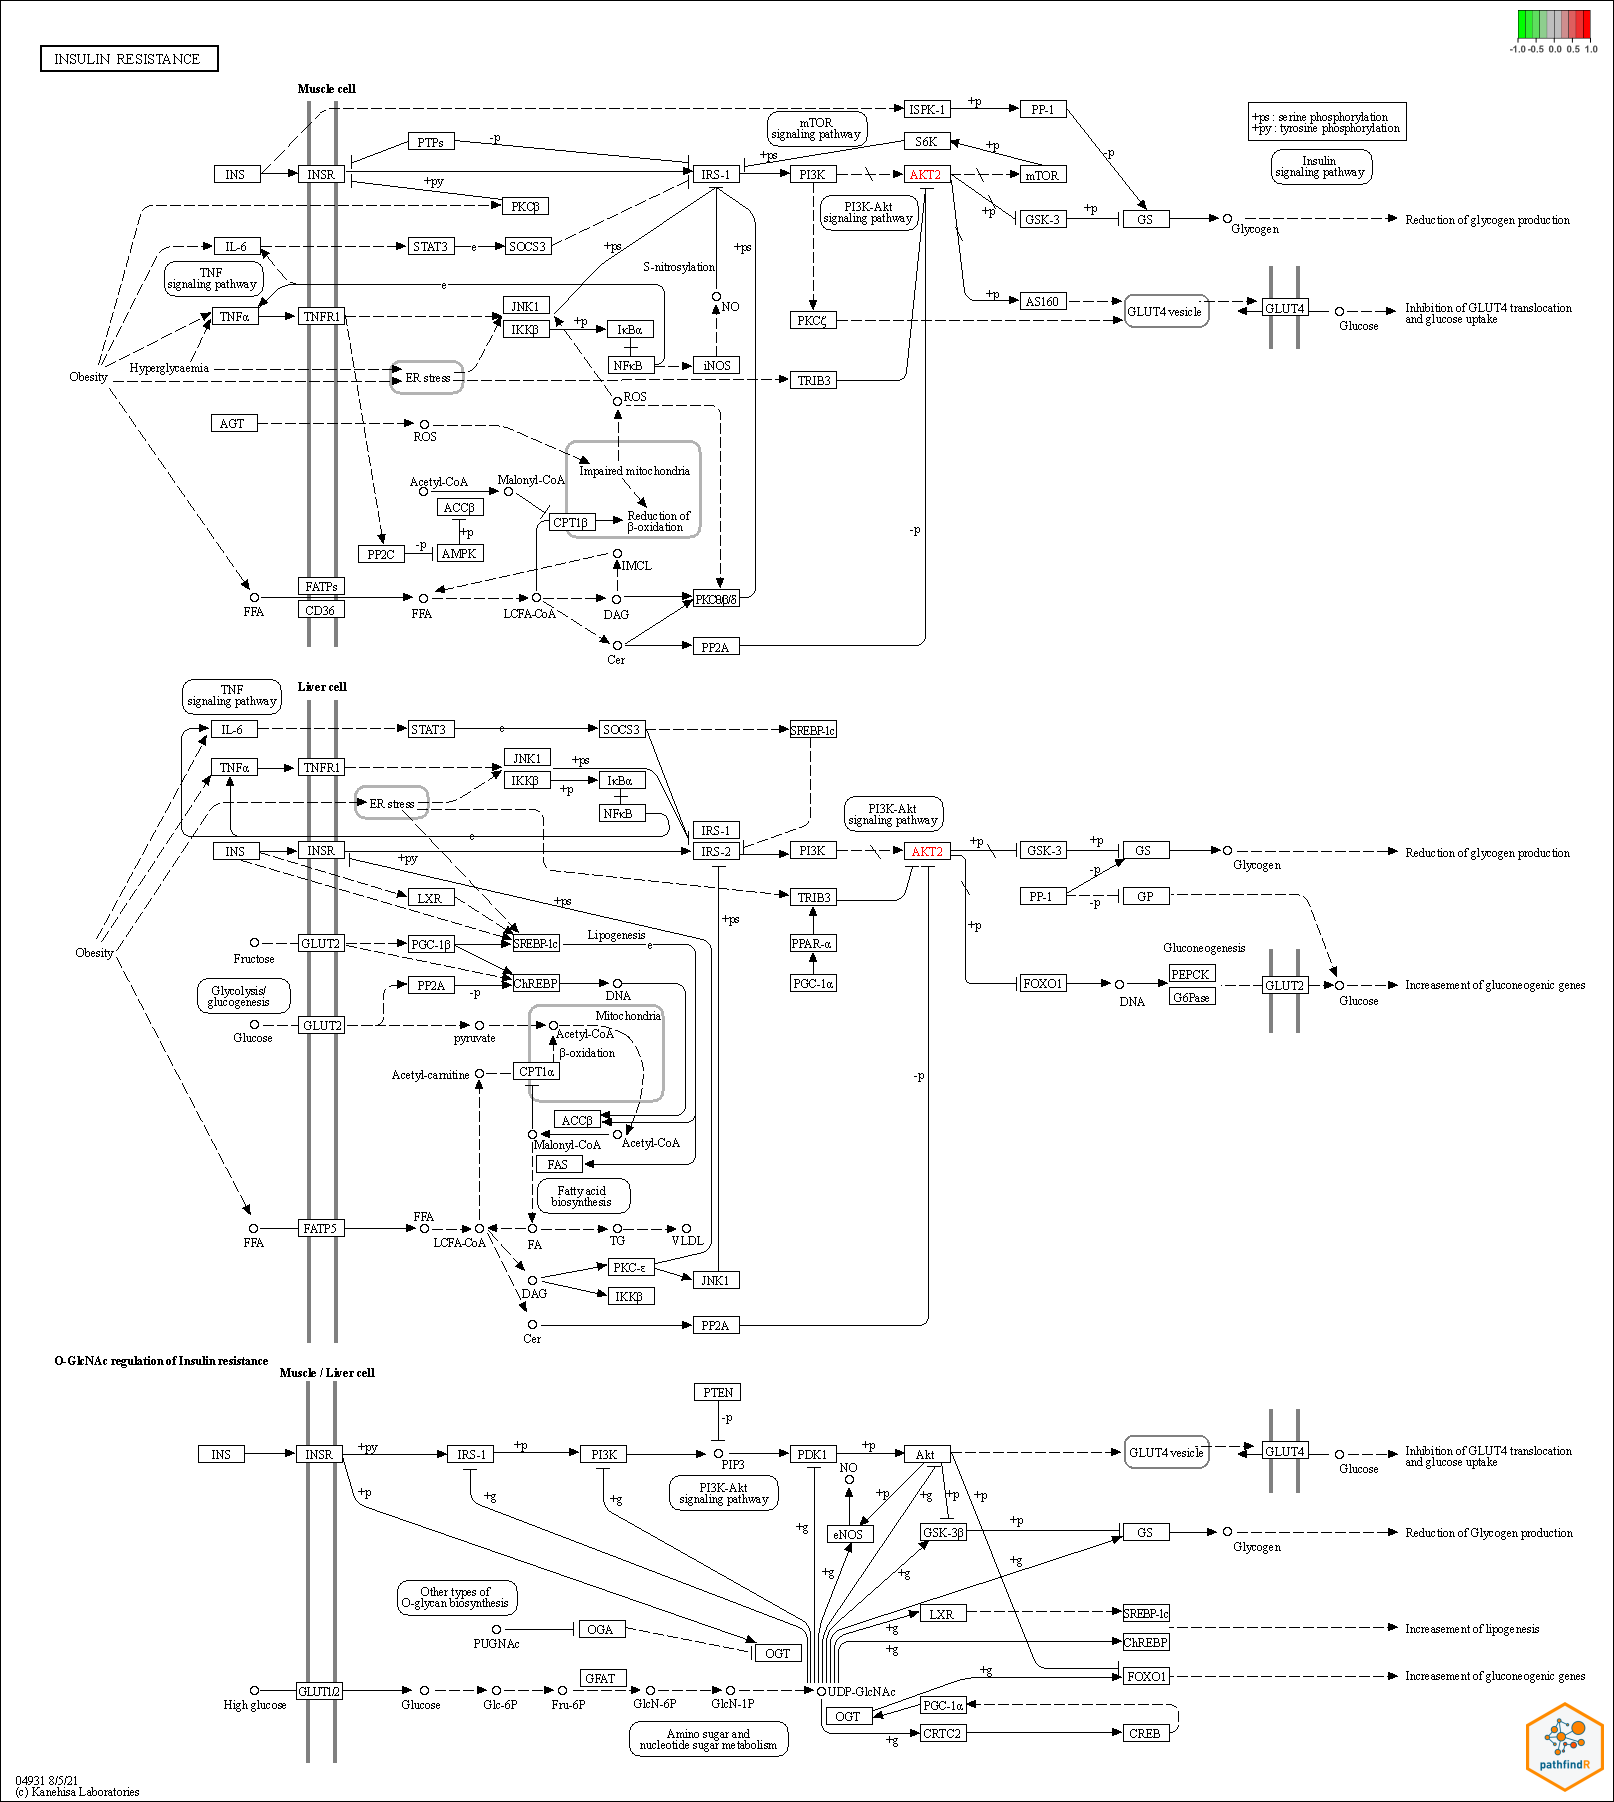 -1.0 -0.5 0.0 0.5 1.0
INSULIN RESISTANCE
Muscle cell
ISPK-1
+p
PP-1
+ps : serine phosphorylation
+py : tyrosine phosphorylation
mTOR
signaling pathway
PTPs
-p
S6K
+p
-p
+ps
Insulin
signaling pathway
INS
INSR
IRS-1
PI3K
AKT2
mTOR
+py
PKCβ
PI3K-Akt
signaling pathway
+p
GSK-3
+p
GS
Glycogen
Reduction of glycogen production
IL-6
STAT3
e
SOCS3
+ps
+ps
TNF
signaling pathway
S-nitrosylation
e
NO
+p
AS160
GLUT4 vesicle
GLUT4
Glucose
Inhibition of GLUT4 translocation
and glucose uptake
TNFα
TNFR1
JNK1
IKKβ
+p
IκBα
PKCζ
NFκB
iNOS
Hyperglycaemia
Obesity
ER stress
TRIB3
ROS
AGT
ROS
Impaired mitochondria
Acetyl-CoA
Malonyl-CoA
ACCβ
CPT1β
Reduction of
β-oxidation
+p
-p
PP2C
-p
AMPK
IMCL
FATPs
FFA
CD36
FFA
LCFA-CoA
DAG
PKCθβ/δ
Cer
PP2A
Liver cell
TNF
signaling pathway
IL-6
STAT3
e
SOCS3
SREBP-1c
TNFα
TNFR1
JNK1
IKKβ
+ps
+p
IκBα
ER stress
NFκB
PI3K-Akt
signaling pathway
e
IRS-1
INS
INSR
+py
IRS-2
PI3K
AKT2
+p
GSK-3
+p
GS
Glycogen
Reduction of glycogen production
-p
LXR
+ps
+ps
TRIB3
+p
PP-1
-p
GP
Obesity
Fructose
GLUT2
PGC-1β
SREBP-1c
Lipogenesis
e
PPAR-α
Gluconeogenesis
Glycolysis/
glucogenesis
PP2A
-p
ChREBP
DNA
PGC-1α
FOXO1
DNA
PEPCK
G6Pase
GLUT2
Glucose
Increasement of gluconeogenic genes
Glucose
GLUT2
pyruvate
Mitochondria
Acetyl-CoA
β-oxidation
Acetyl-carnitine
CPT1α
-p
ACCβ
Malonyl-CoA
Acetyl-CoA
FAS
Fatty acid
biosynthesis
FFA
FATP5
FFA
LCFA-CoA
FA
TG
VLDL
PKC-ε
JNK1
DAG
IKKβ
Cer
PP2A
O-GlcNAc regulation of Insulin resistance
Muscle / Liver cell
PTEN
-p
INS
INSR
+py
IRS-1
+p
PI3K
PIP3
PDK1
+p
Akt
GLUT4 vesicle
GLUT4
Glucose
Inhibition of GLUT4 translocation
and glucose uptake
PI3K-Akt
signaling pathway
NO
+p
+g
+g
+p
+g
+p
+p
+g
eNOS
GSK-3β
+p
GS
Glycogen
Reduction of Glycogen production
+g
+g
+g
Other types of
O-glycan biosynthesis
PUGNAc
OGA
OGT
LXR
+g
SREBP-1c
Increasement of lipogenesis
+g
ChREBP
+g
FOXO1
Increasement of gluconeogenic genes
High glucose
GLUT1/2
Glucose
Glc-6P
Fru-6P
GFAT
GlcN-6P
GlcN-1P
UDP-GlcNAc
OGT
PGC-1α
+g
CRTC2
CREB
Amino sugar and
nucleotide sugar metabolism
pathfindR
04931 8/5/21
(c) Kanehisa Laboratories